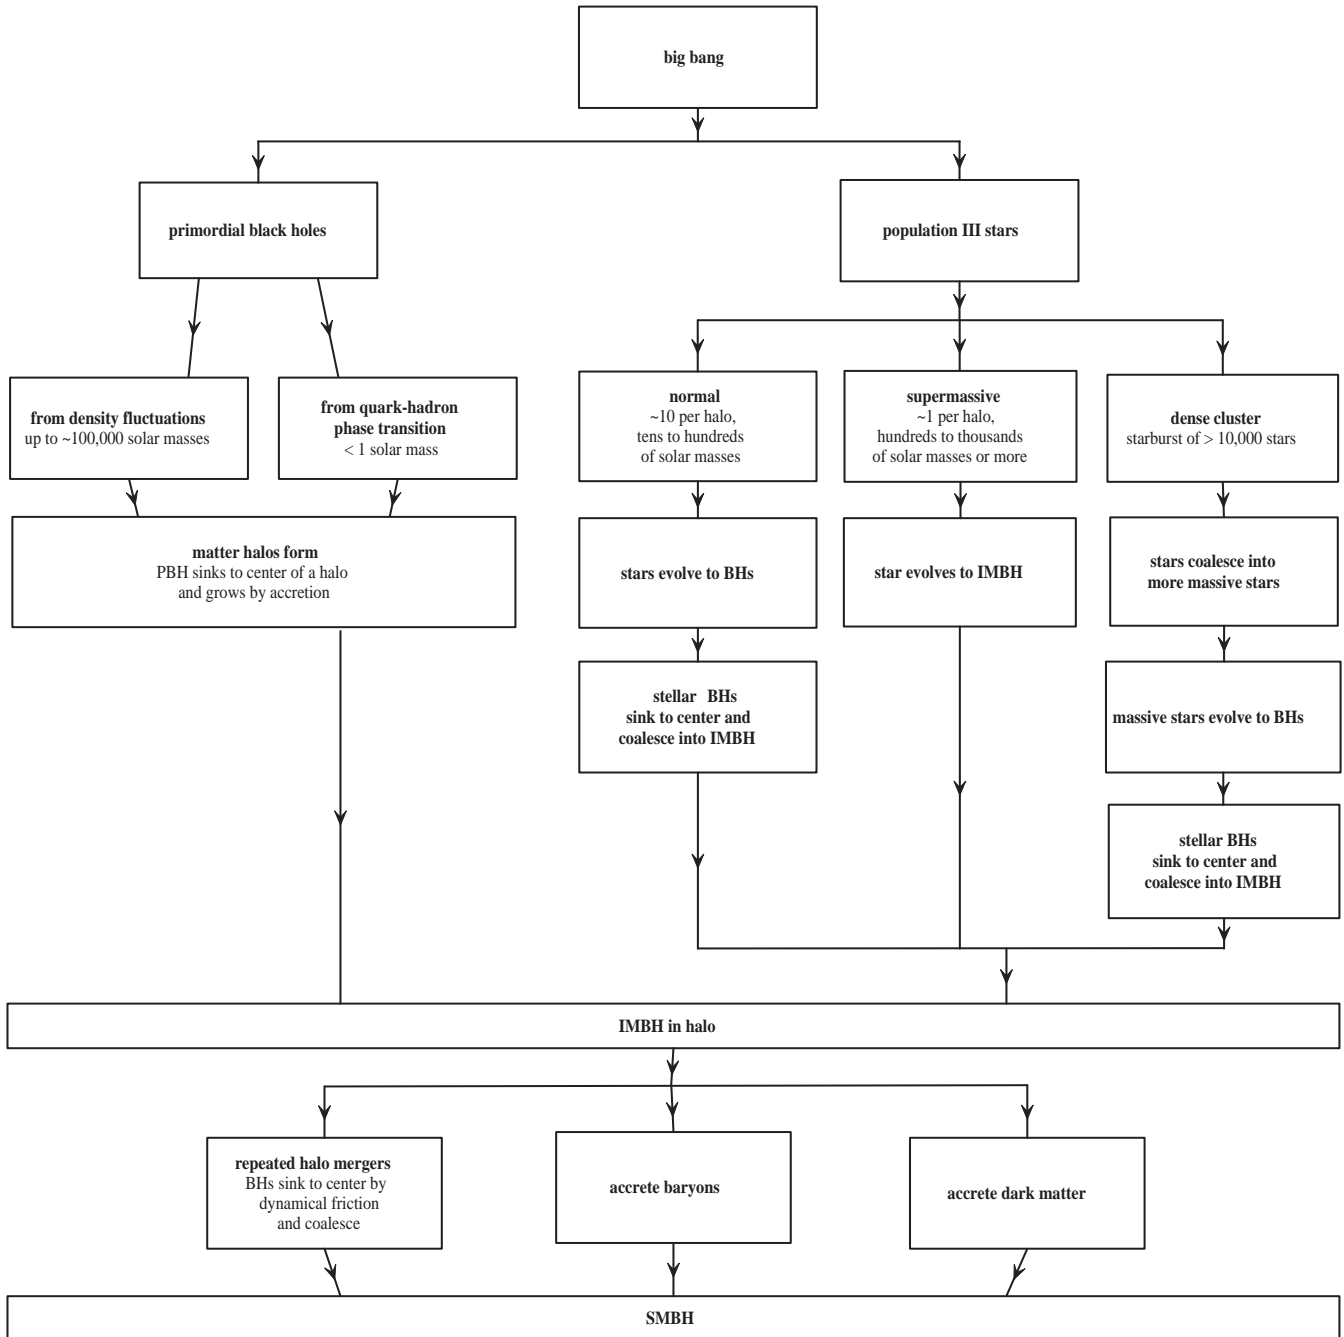 big bang
primordial black holes
population III stars
from density fluctuations
up to ~100,000 solar masses
from quark-hadron
phase transition
< 1 solar mass
normal
~10 per halo,
tens to hundreds
of solar masses
supermassive
~1 per halo,
hundreds to thousands
of solar masses or more
dense cluster
starburst of > 10,000 stars
matter halos form
PBH sinks to center of a halo
and grows by accretion
stars evolve to BHs
star evolves to IMBH
stars coalesce into
more massive stars
stellar BHs
sink to center and
coalesce into IMBH
massive stars evolve to BHs
stellar BHs
sink to center and
coalesce into IMBH
IMBH in halo
repeated halo mergers
BHs sink to center by
dynamical friction
and coalesce
accrete baryons
accrete dark matter
SMBH